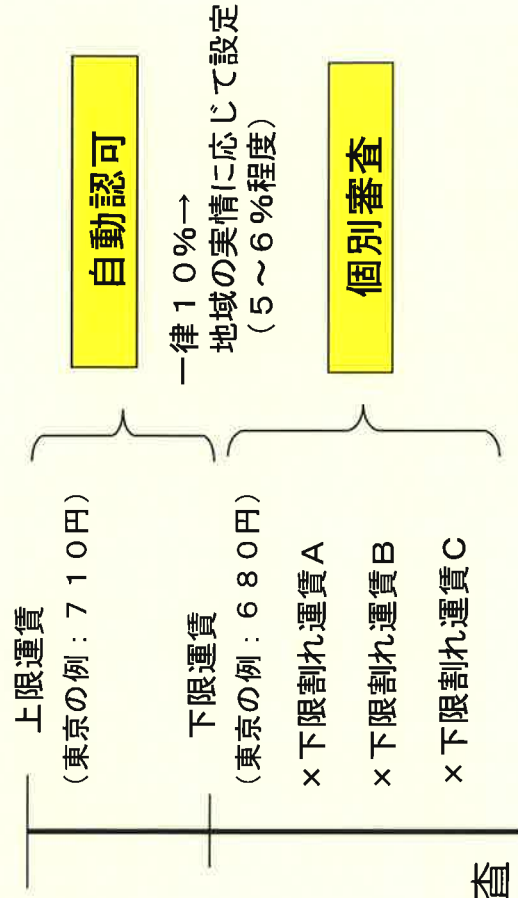 上限運賃
(東京の例:710円)
自動認可
一律10%→
地域の実情に応じて設定
(5~6%程度)
下限運賃
(東京の例:680円)
×下限割れ運賃A
×下限割れ運賃B
×下限割れ運賃C
個別審査
査